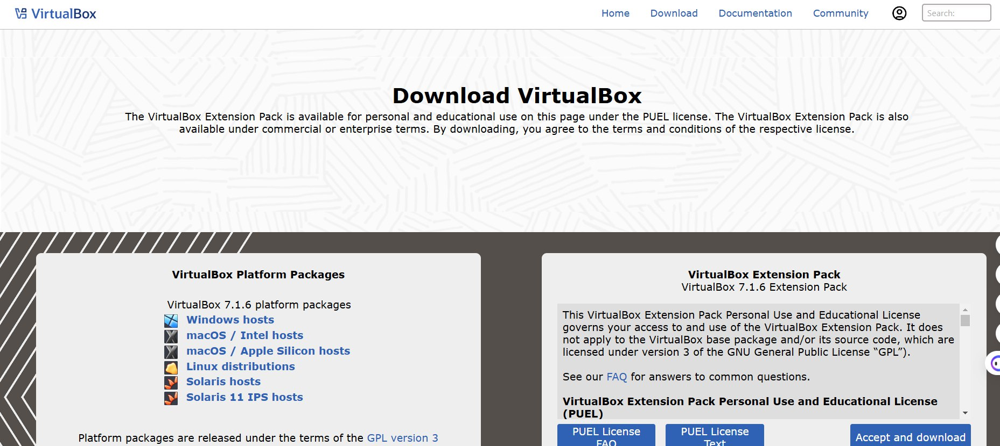 VirtualBox
Home Download Documentation Community Search:
Download VirtualBox
The VirtualBox Extension Pack is available for personal and educational use on this page under the PUEL license. The VirtualBox Extension Pack is also
available under commercial or enterprise terms. By downloading, you agree to the terms and conditions of the respective license.
VirtualBox Platform Packages
VirtualBox 7.1.6 platform packages
Windows hosts
macOS / Intel hosts
macOS / Apple Silicon hosts
Linux distributions
Solaris hosts
Solaris 11 IPS hosts
Platform packages are released under the terms of the GPL version 3
VirtualBox Extension Pack
VirtualBox 7.1.6 Extension Pack
This VirtualBox Extension Pack Personal Use and Educational License
governs your access to and use of the VirtualBox Extension Pack. It does
not apply to the VirtualBox base package and/or its source code, which are
licensed under version 3 of the GNU General Public License “GPL”).
See our FAQ for answers to common questions.
VirtualBox Extension Pack Personal Use and Educational License
(PUEL)
PUEL License
FAQ
PUEL License
Text
Accept and download